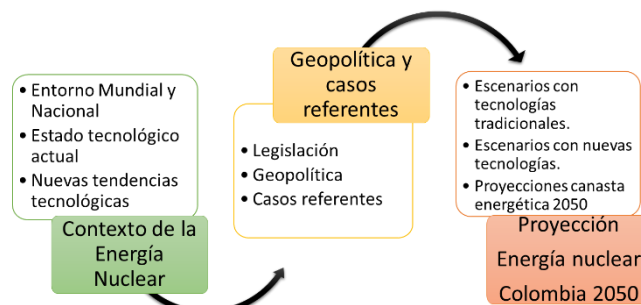 • Entorno Mundial y
Nacional
• Estado tecnológico
actual
• Nuevas tendencias
tecnológicas
Contexto de la
Energía
Nuclear
Geopolítica y
casos
referentes
• Legislación
• Geopolítica
• Casos referentes
• Escenarios con
tecnologías
tradicionales.
• Escenarios con nuevas
tecnologías.
• Proyecciones canasta
energética 2050
Proyección
Energía nuclear
Colombia 2050